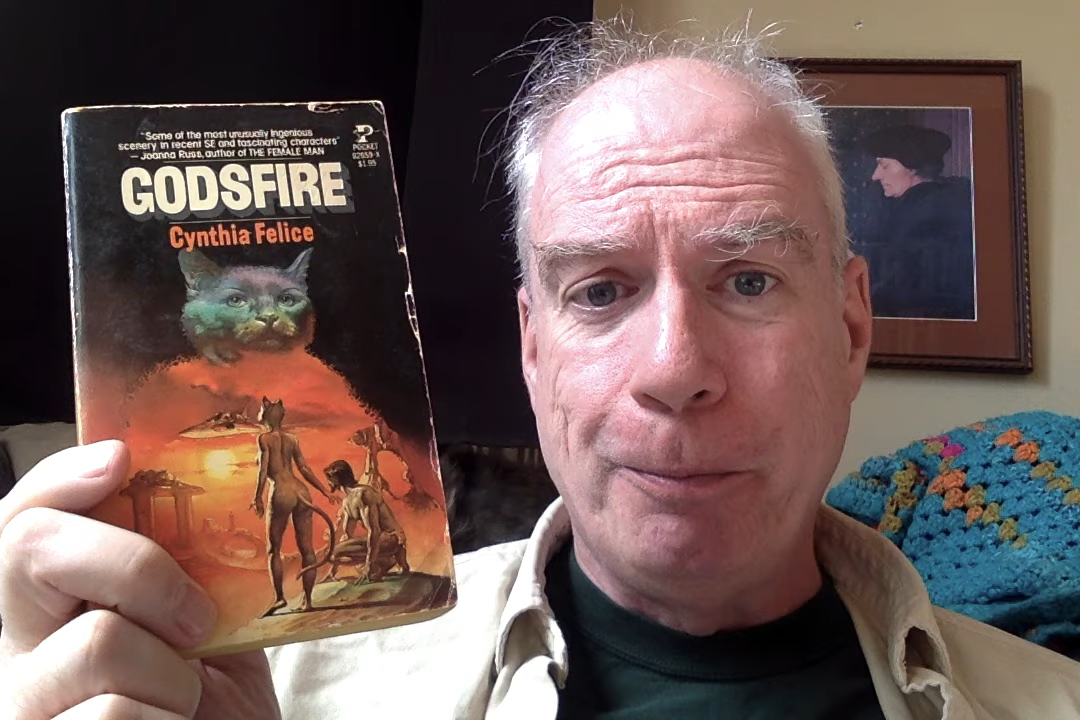 "Some of the most unusually ingenious
scenery in recent SF and fascinating characters"
— Joanna Russ, author of THE FEMALE MAN
P
POCKET
82659-X
$1.95
GODSFIRE
Cynthia Felice